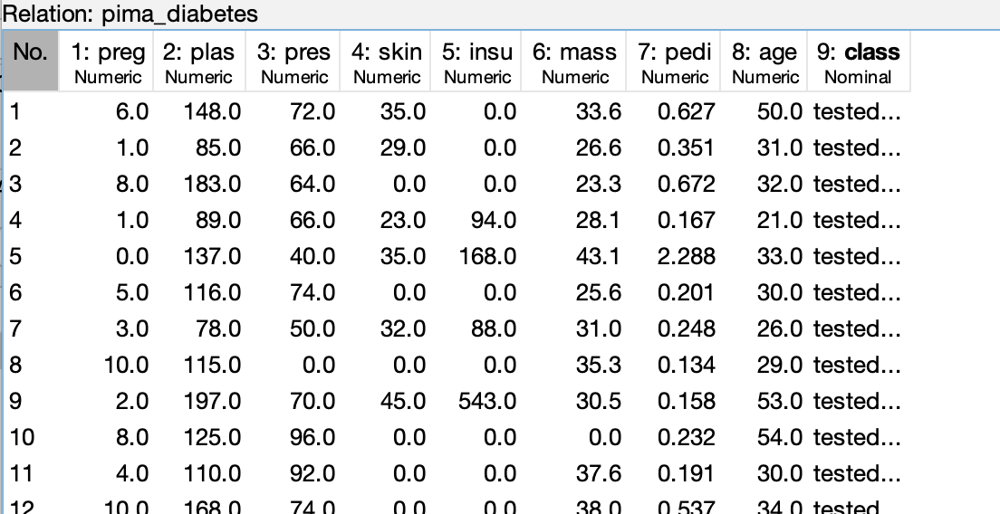 Relation: pima_diabetes
No. 1: preg 2: plas 3: pres 4: skin 5: insu 6: mass 7: pedi 8: age 9: class
Numeric Numeric Numeric Numeric Numeric Numeric Numeric Numeric Nominal
1 6.0 148.0 72.0 35.0 0.0 33.6 0.627 50.0 tested...
2 1.0 85.0 66.0 29.0 0.0 26.6 0.351 31.0 tested...
3 8.0 183.0 64.0 0.0 0.0 23.3 0.672 32.0 tested...
4 1.0 89.0 66.0 23.0 94.0 28.1 0.167 21.0 tested...
5 0.0 137.0 40.0 35.0 168.0 43.1 2.288 33.0 tested...
6 5.0 116.0 74.0 0.0 0.0 25.6 0.201 30.0 tested...
7 3.0 78.0 50.0 32.0 88.0 31.0 0.248 26.0 tested...
8 10.0 115.0 0.0 0.0 0.0 35.3 0.134 29.0 tested...
9 2.0 197.0 70.0 45.0 543.0 30.5 0.158 53.0 tested...
10 8.0 125.0 96.0 0.0 0.0 0.0 0.232 54.0 tested...
11 4.0 110.0 92.0 0.0 0.0 37.6 0.191 30.0 tested...
12 10.0 168.0 74.0 0.0 0.0 38.0 0.537 34.0 tested...